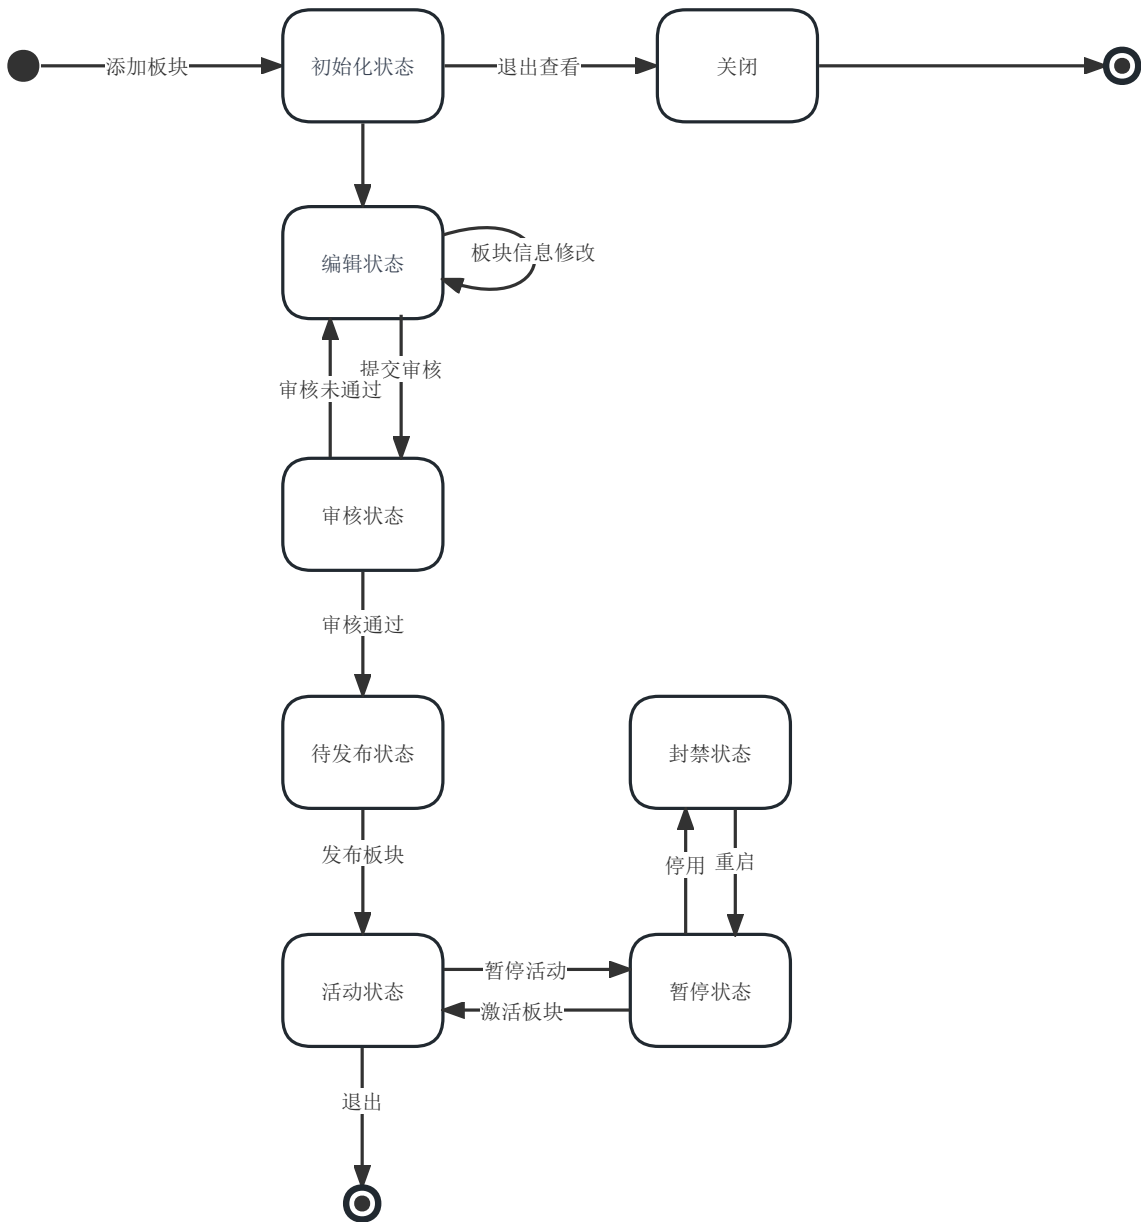 添加板块
初始化状态
退出查看
关闭
编辑状态
板块信息修改
提交审核
审核未通过
审核状态
审核通过
待发布状态
封禁状态
发布板块
停用
重启
活动状态
暂停活动
激活板块
暂停状态
退出